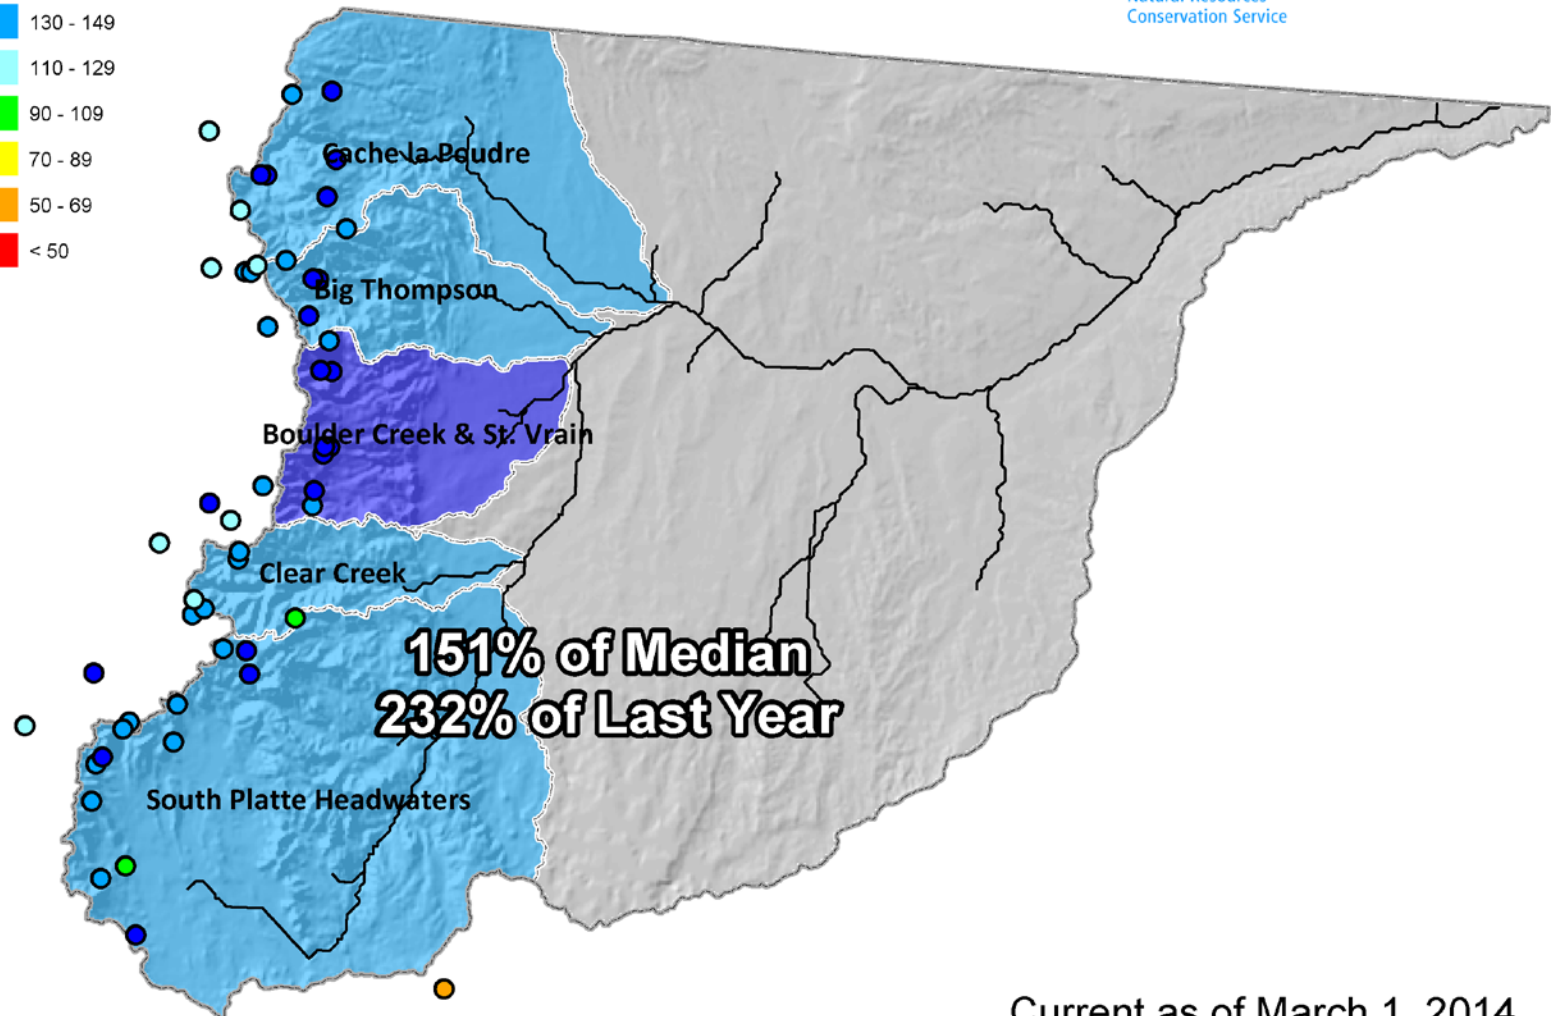 Natural Resources
Conservation Service
130 - 149
110 - 129
90 - 109
70 - 89
50 - 69
< 50
Cache la Poudre
Big Thompson
Boulder Creek & St. Vrain
Clear Creek
151% of Median
232% of Last Year
South Platte Headwaters
Current as of March 1, 2014